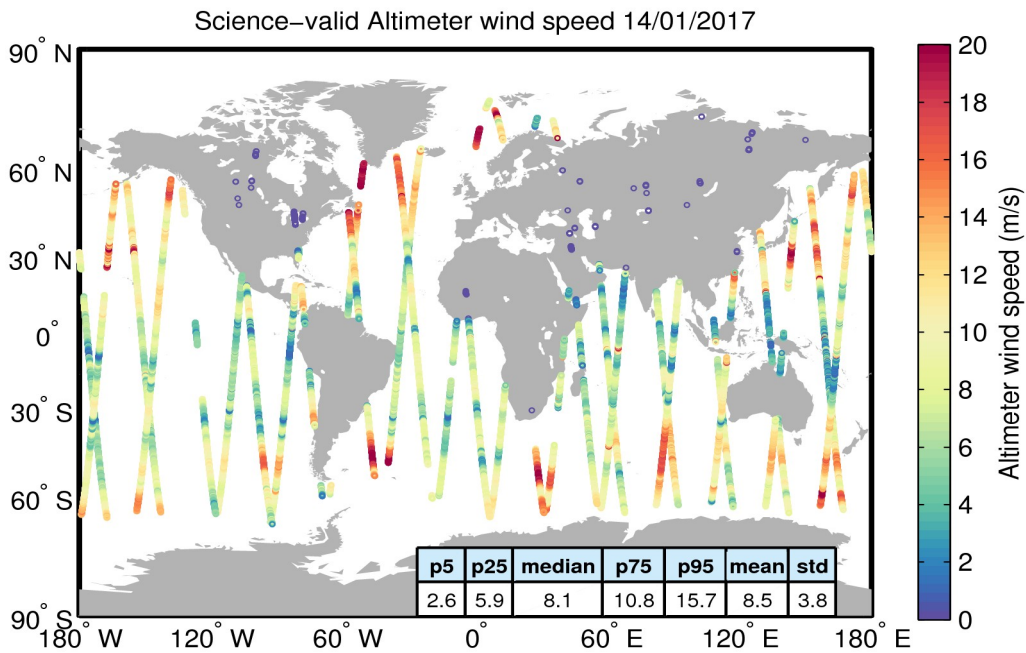 Science−valid Altimeter wind speed 14/01/2017
90° N
60° N
30° N
0°
30° S
60° S
90° S
180° W
120° W
60° W
0°
60° E
120° E
180° E
p5 p25 median p75 p95 mean std
2.6 5.9 8.1 10.8 15.7 8.5 3.8
20
18
16
14
12
10
8
6
4
2
0
Altimeter wind speed (m/s)